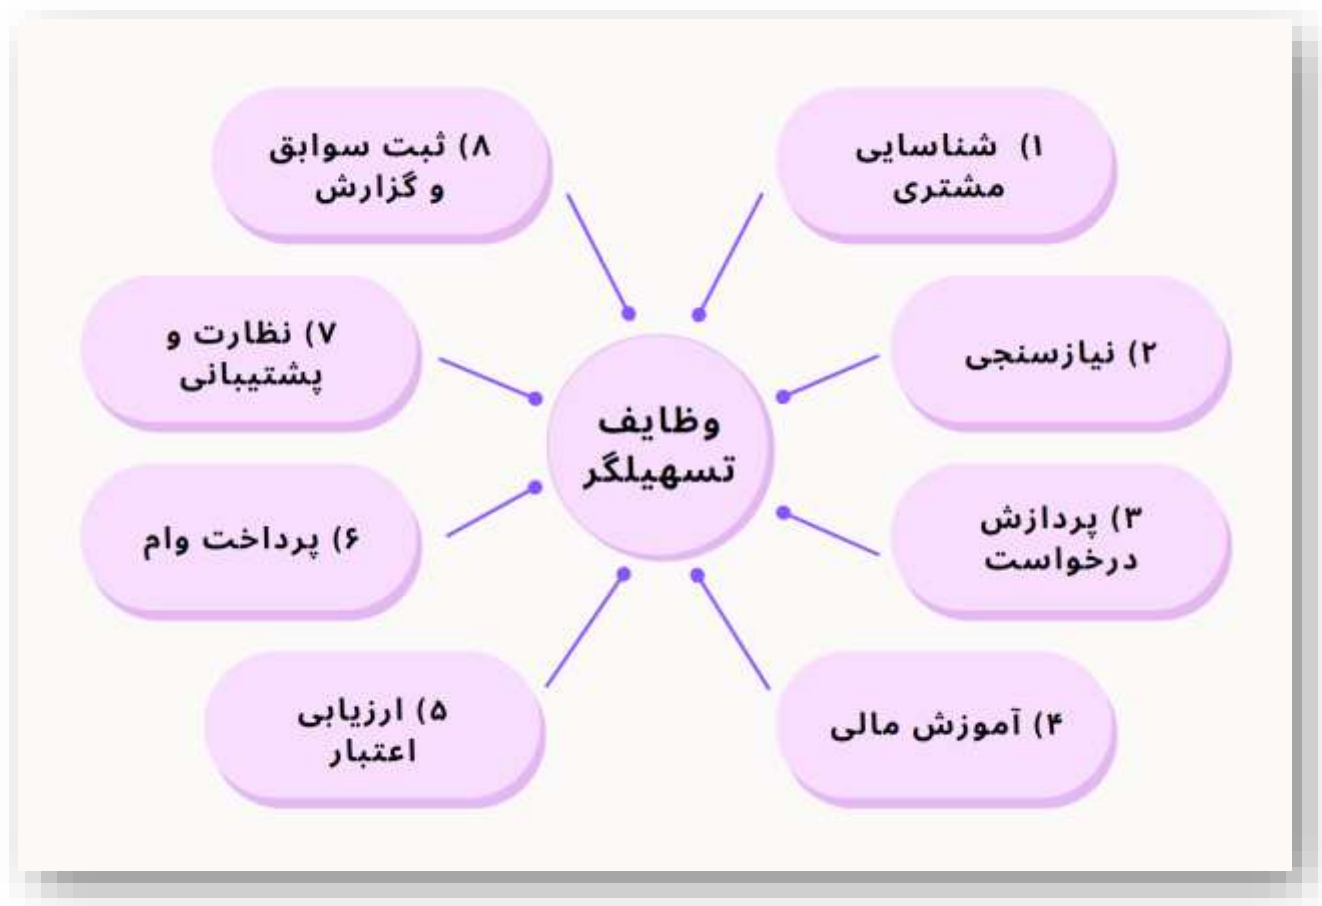 وظایف
تسهیلگر
۱) شناسایی
مشتری
۲) نیازسنجی
۳) پردازش
درخواست
۴) آموزش مالی
۵) ارزیابی
اعتبار
۶) پرداخت وام
۷) نظارت و
پشتیبانی
۸) ثبت سوابق
و گزارش